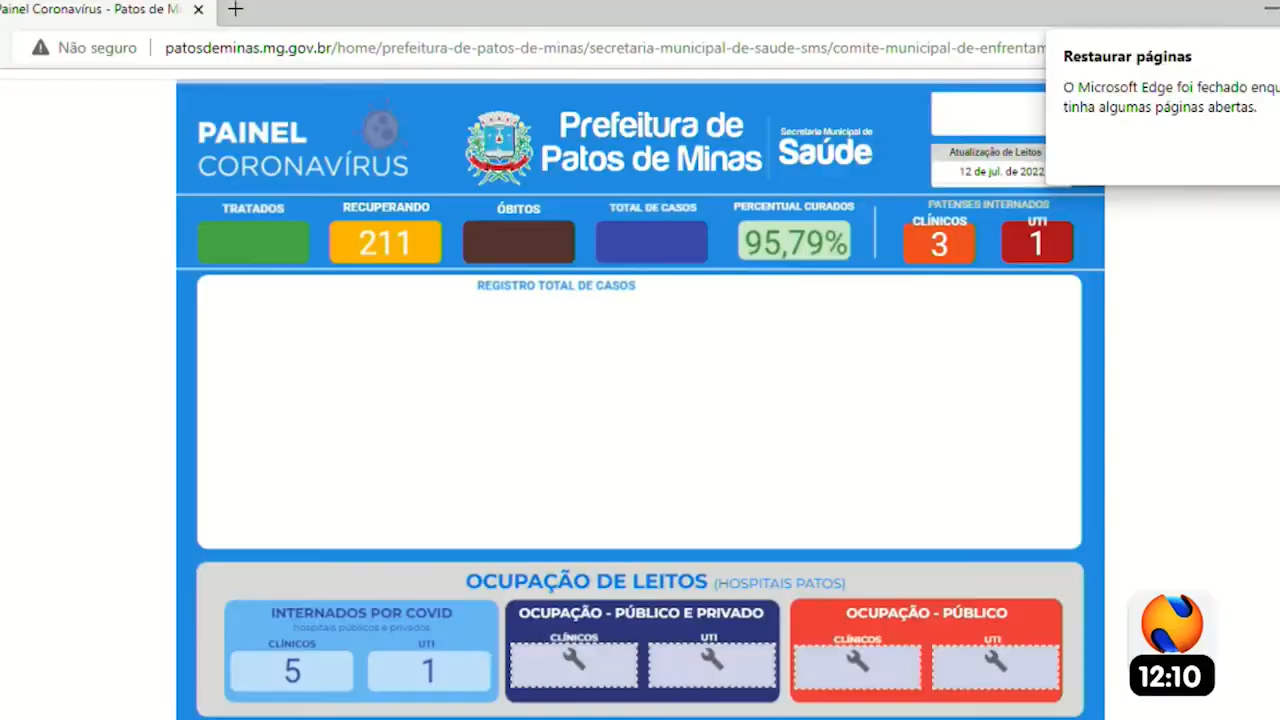 Painel Coronavírus - Patos de M
Não seguro
patosdeminas.mg.gov.br/home/prefeitura-de-patos-de-minas/secretaria-municipal-de-saude-sms/comite-municipal-de-enfrentam
Restaurar páginas
O Microsoft Edge foi fechado enqu
tinha algumas páginas abertas.
PAINEL
CORONAVÍRUS
Prefeitura de
Patos de Minas
Secretaria Municipal de
Saúde
Atualização de Leitos
12 de jul. de 2022
TRATADOS
RECUPERANDO
211
ÓBITOS
TOTAL DE CASOS
PERCENTUAL CURADOS
95,79%
PATENSES INTERNADOS
CLÍNICOS
3
UTI
1
REGISTRO TOTAL DE CASOS
OCUPAÇÃO DE LEITOS (HOSPITAIS PATOS)
INTERNADOS POR COVID
hospitais públicos e privados
CLÍNICOS
5
UTI
1
OCUPAÇÃO - PÚBLICO E PRIVADO
CLÍNICOS
UTI
OCUPAÇÃO - PÚBLICO
CLÍNICOS
UTI
12:10